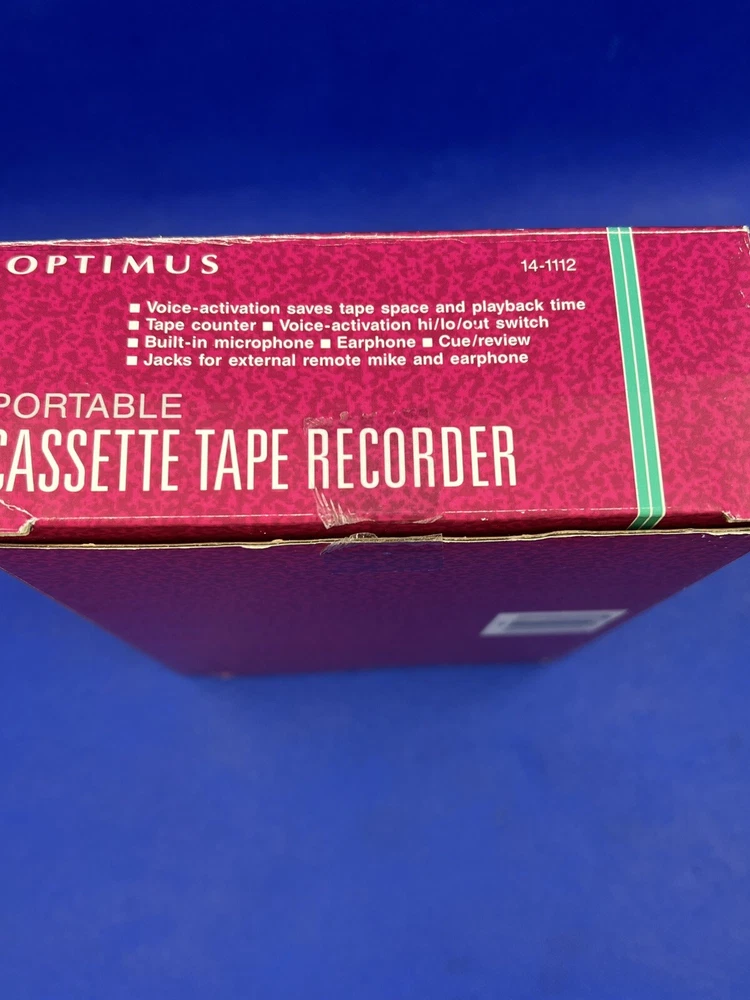 OPTIMUS 14-1112
■ Voice-activation saves tape space and playback time
■ Tape counter ■ Voice-activation hi/lo/out switch
■ Built-in microphone ■ Earphone ■ Cue/review
■ Jacks for external remote mike and earphone
PORTABLE
CASSETTE TAPE RECORDER